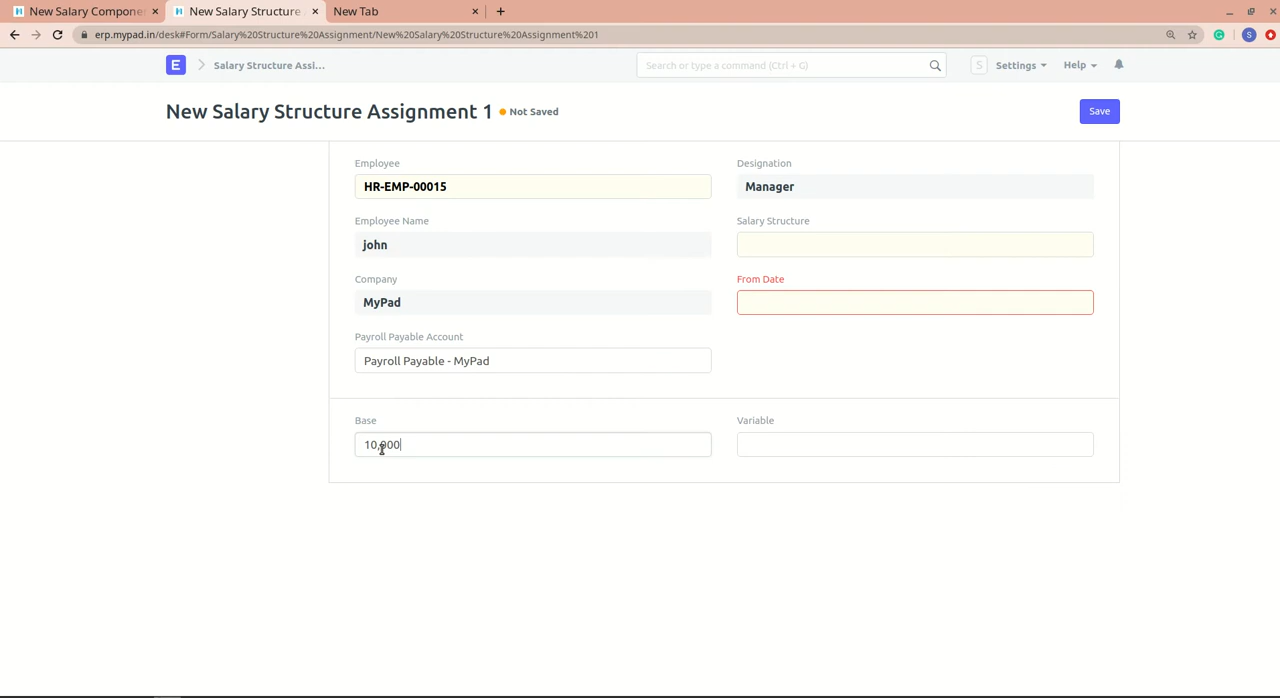 New Salary Compone
New Salary Structure
New Tab
erp.mypad.in/desk#Form/Salary%20Structure%20Assignment/New%20Salary%20Structure%20Assignment%201
S
E
Salary Structure Assi...
Search or type a command (Ctrl + G)
S
Settings
Help
New Salary Structure Assignment 1
Not Saved
Save
Employee
HR-EMP-00015
Designation
Manager
Employee Name
john
Salary Structure
Company
MyPad
From Date
Payroll Payable Account
Payroll Payable - MyPad
Base
10,000
Variable